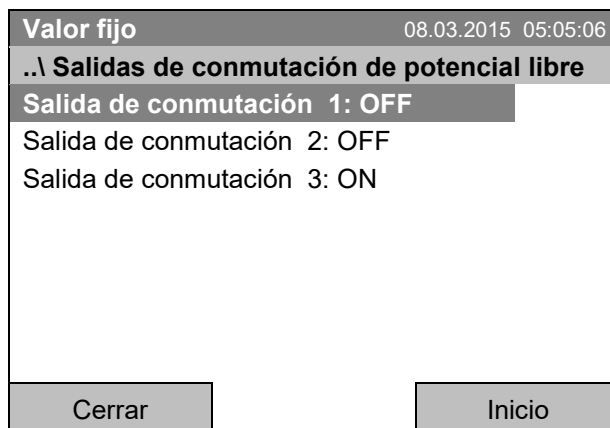 Valor fijo 08.03.2015 05:05:06
..\ Salidas de conmutación de potencial libre
Salida de conmutación 1: OFF
Salida de conmutación 2: OFF
Salida de conmutación 3: ON
Cerrar Inicio